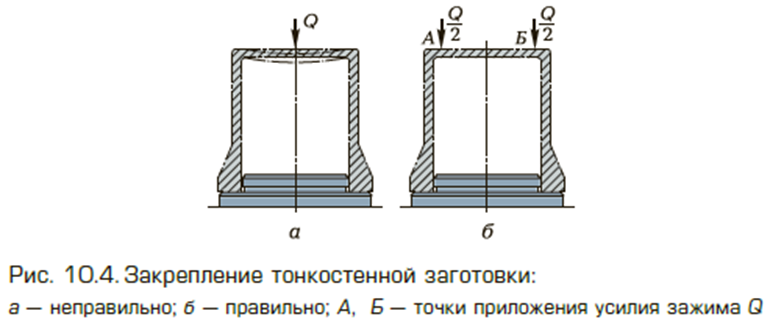 Q
Q/2
Q/2
А
Б
а
б
Рис. 10.4. Закрепление тонкостенной заготовки:
а — неправильно; б — правильно; А, Б — точки приложения усилия зажима Q